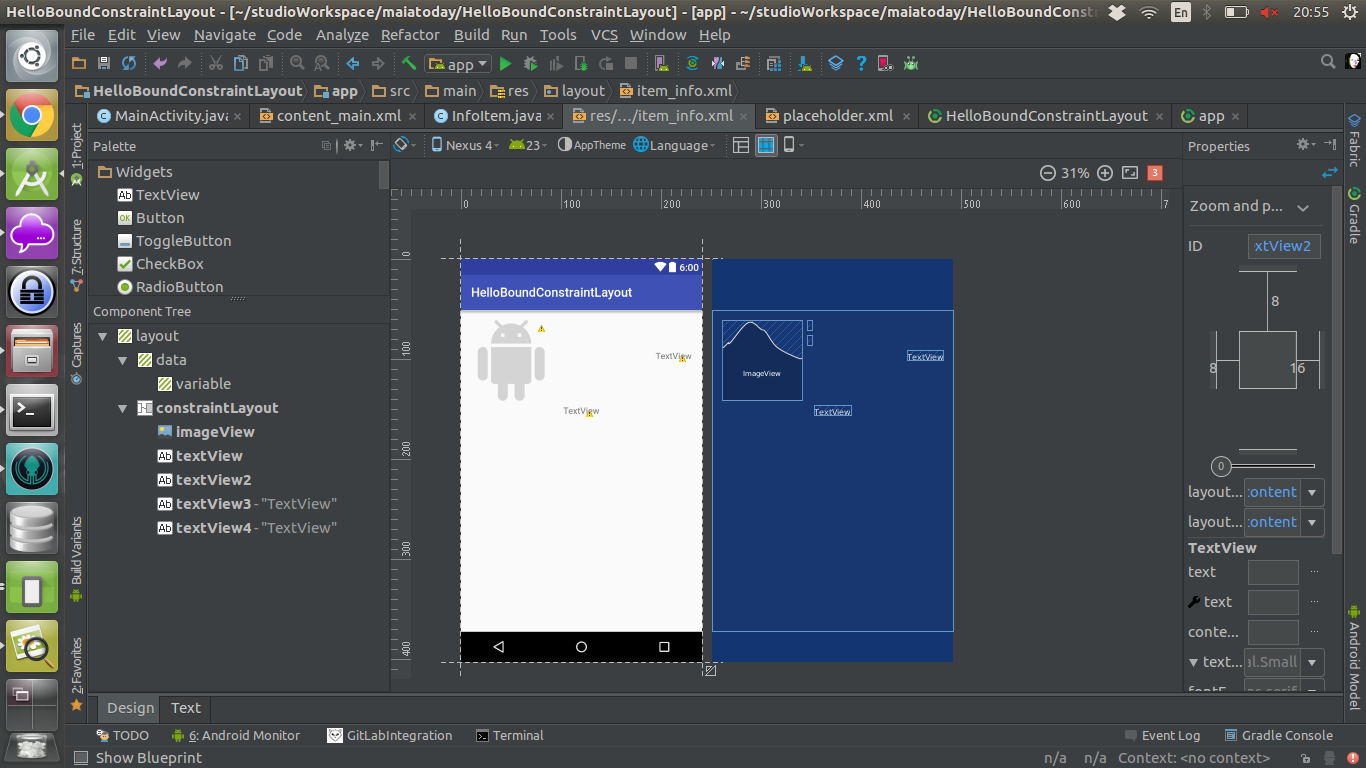 HelloBoundConstraintLayout - [~/studioWorkspace/maiatoday/HelloBoundConstraintLayout] - [app] - ~/studioWorkspace/maiatoday/HelloBoundConstr
En
20:55
File Edit View Navigate Code Analyze Refactor Build Run Tools VCS Window Help
app
HelloBoundConstraintLayout app src main res layout item_info.xml
MainActivity.java content_main.xml InfoItem.java res/.../item_info.xml placeholder.xml HelloBoundConstraintLayout app
1: Project
7: Structure
Captures
Build Variants
2: Favorites
Palette
Widgets
Ab TextView
OK Button
ToggleButton
CheckBox
RadioButton
Component Tree
layout
data
variable
constraintLayout
imageView
Ab textView
Ab textView2
Ab textView3 - "TextView"
Ab textView4 - "TextView"
Nexus 4 23 AppTheme Language
31% 3
0 100 200 300 400 500 600 7
0
100
200
300
400
6:00
HelloBoundConstraintLayout
TextView
TextView
ImageView
TextView
TextView
Properties
Zoom and p...
ID xtView2
8
8 16
0
layout... :ontent
layout... :ontent
TextView
text ...
text ...
conte...
text... al.Small
Fabric
Gradle
Android Model
Design Text
TODO 6: Android Monitor GitLabIntegration Terminal Event Log Gradle Console
Show Blueprint n/a n/a Context: <no context>